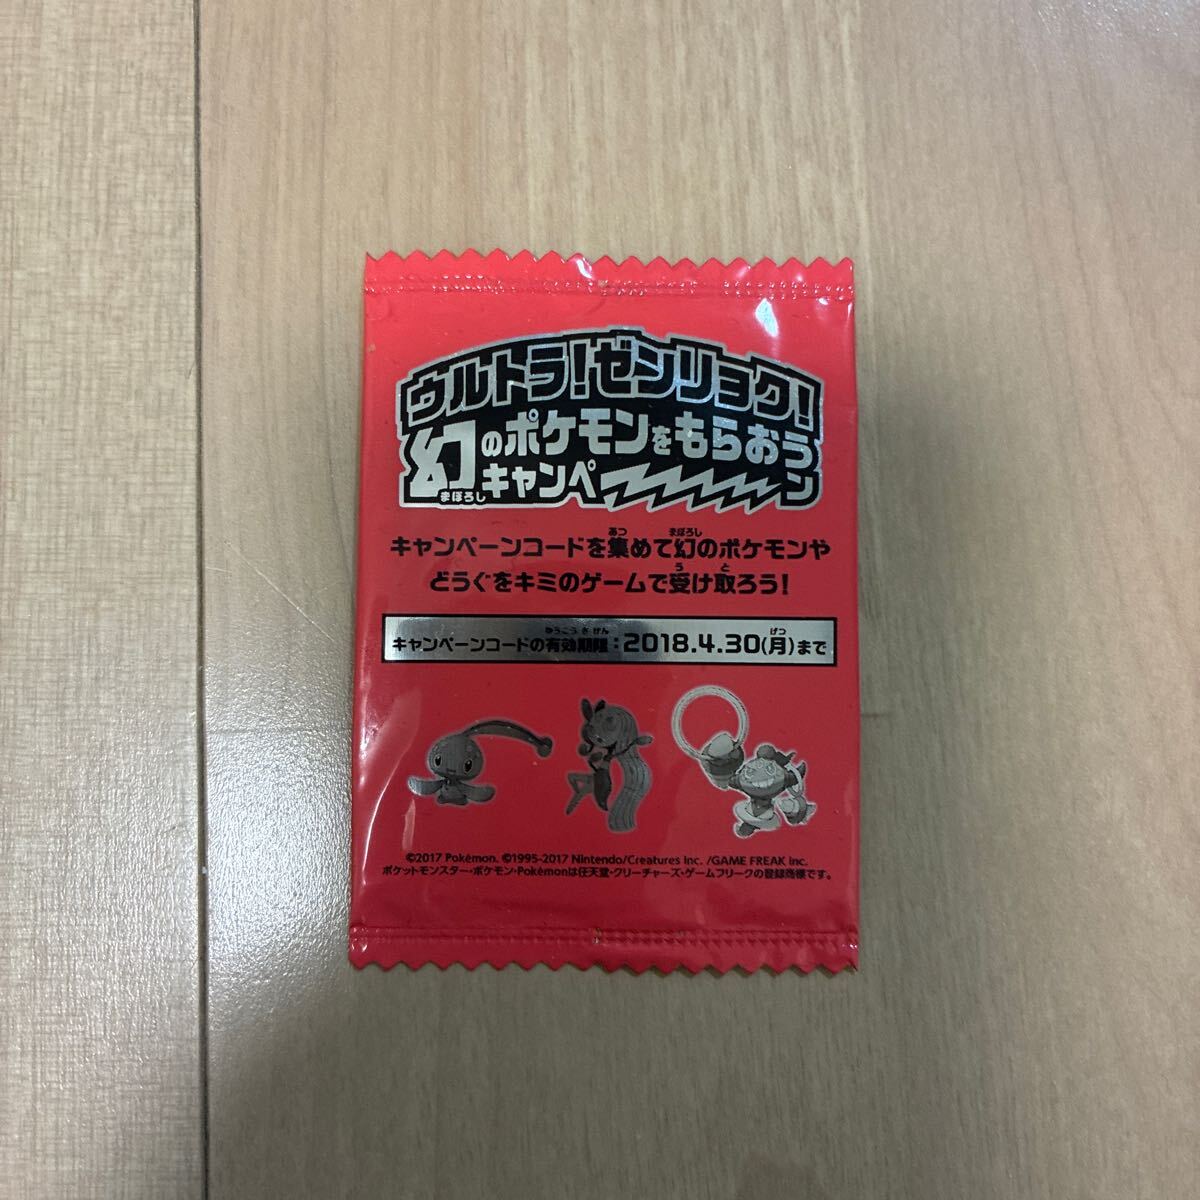 ウルトラ!ゼンリョク!
幻のポケモンをもらおう
まぼろし
キャンペーン
あつ まぼろし
キャンペーンコードを集めて幻のポケモンや
う と
どうぐをキミのゲームで受け取ろう!
ゆうこうきげん げつ
キャンペーンコードの有効期限:2018.4.30(月)まで
©2017 Pokémon. ©1995-2017 Nintendo/Creatures Inc. /GAME FREAK inc.
ポケットモンスター・ポケモン・Pokémonは任天堂・クリーチャーズ・ゲームフリークの登録商標です。